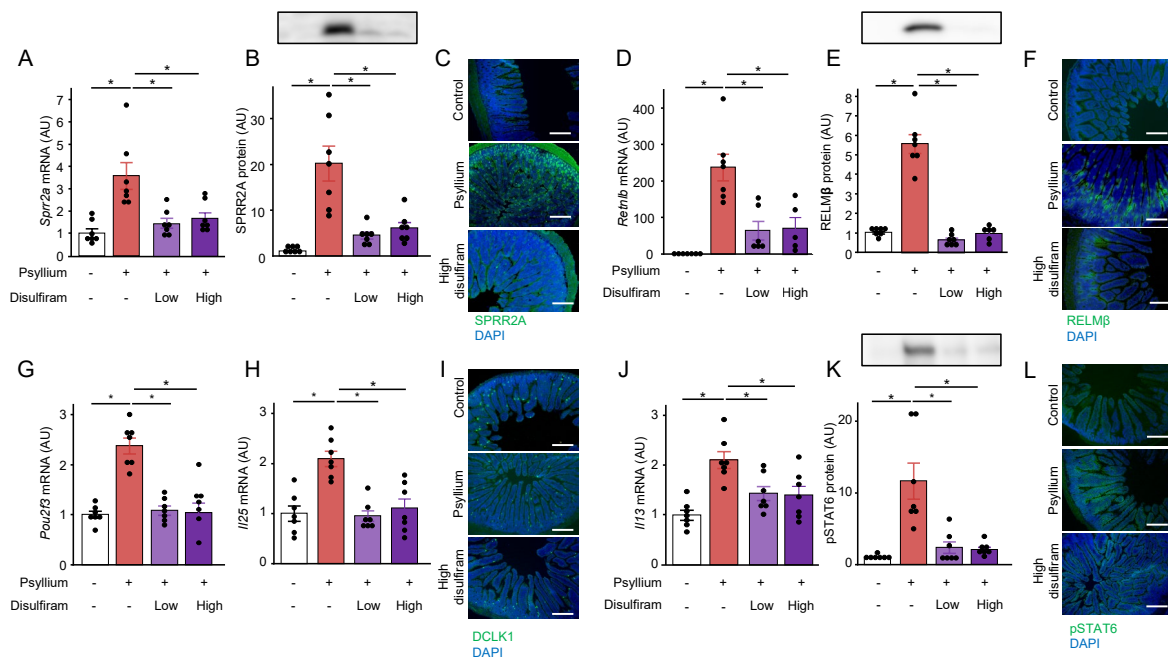 A
B
C
D
E
F
Sprr2a mRNA (AU)
7
6
5
4
3
2
1
0
* * *
SPRR2A protein (AU)
30
20
10
0
* * *
Control
Psyllium
High
disulfiram
SPRR2A
DAPI
Retnlb mRNA (AU)
400
300
200
100
0
* * *
RELMβ protein (AU)
8
6
5
4
2
1
0
* * *
Control
Psyllium
High
disulfiram
RELMβ
DAPI
Psyllium - + + + - + + +
Disulfiram - - Low High - - Low High
Psyllium - + + + - + + +
Disulfiram - - Low High - - Low High
G
H
I
J
K
L
Pou2f3 mRNA (AU)
3
2
1
0
* * *
Il25 mRNA (AU)
3
2
1
0
* * *
Control
Psyllium
High
disulfiram
DCLK1
DAPI
Il13 mRNA (AU)
3
2
1
0
* * *
pSTAT6 protein (AU)
20
10
0
* * *
Control
Psyllium
High
disulfiram
pSTAT6
DAPI
Psyllium - + + + - + + +
Disulfiram - - Low High - - Low High
Psyllium - + + + - + + +
Disulfiram - - Low High - - Low High